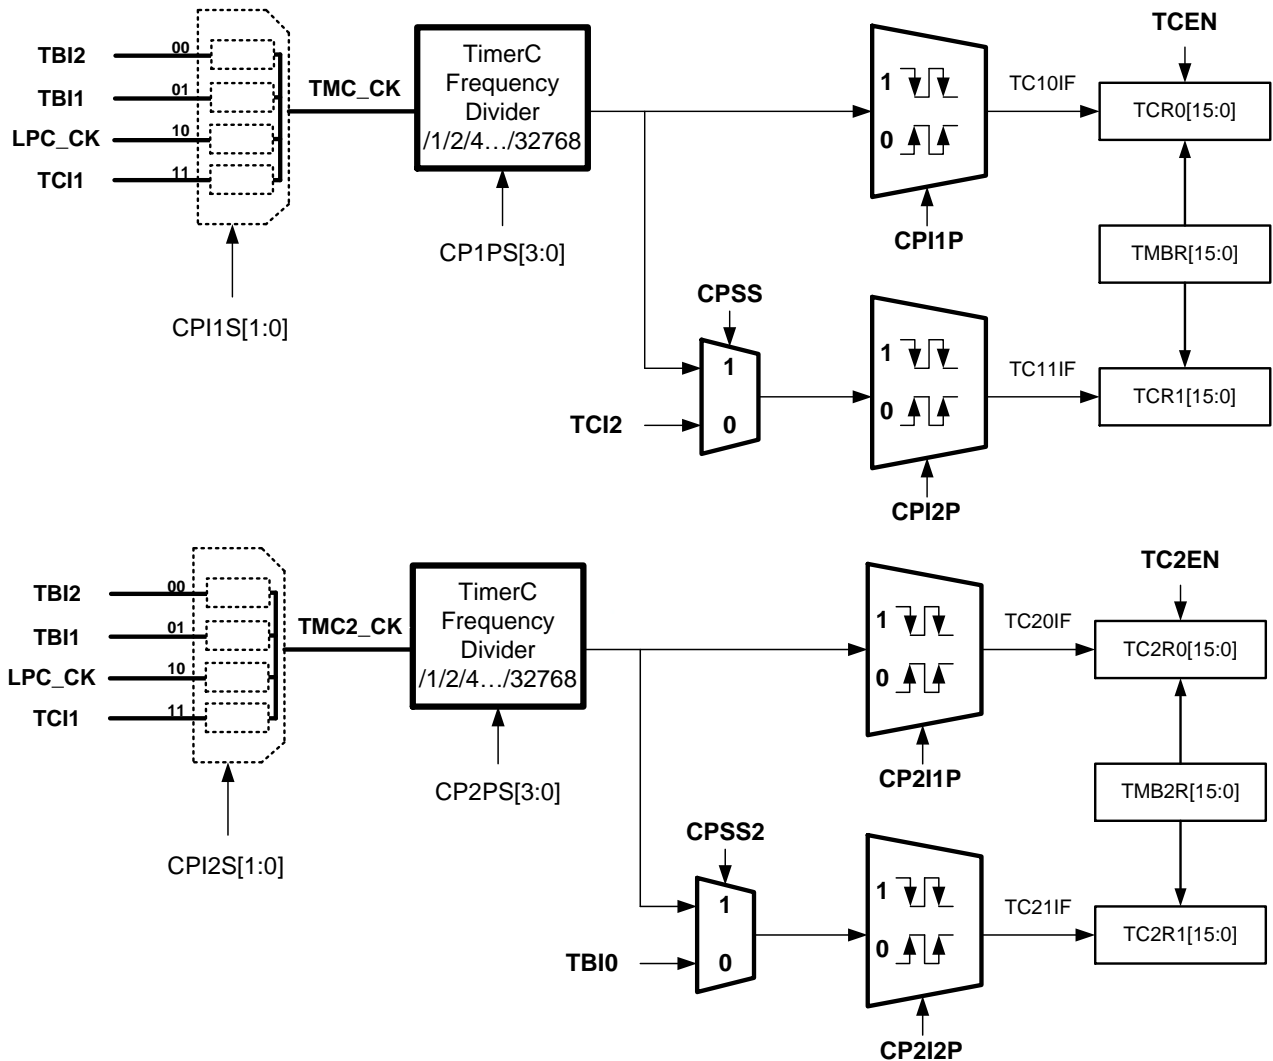 TCEN
TBI2
00
TBI1
01
LPC_CK
10
TCI1
11
TMC_CK
TimerC
Frequency
Divider
/1/2/4…/32768
1
0
TC10IF
TCR0[15:0]
CP1PS[3:0]
CPI1P
TMBR[15:0]
CPI1S[1:0]
CPSS
1
0
TCI2
1
0
TC11IF
TCR1[15:0]
CPI2P
TC2EN
TBI2
00
TBI1
01
LPC_CK
10
TCI1
11
TMC2_CK
TimerC
Frequency
Divider
/1/2/4…/32768
1
0
TC20IF
TC2R0[15:0]
CP2PS[3:0]
CP2I1P
TMB2R[15:0]
CPI2S[1:0]
CPSS2
1
0
TBI0
1
0
TC21IF
TC2R1[15:0]
CP2I2P